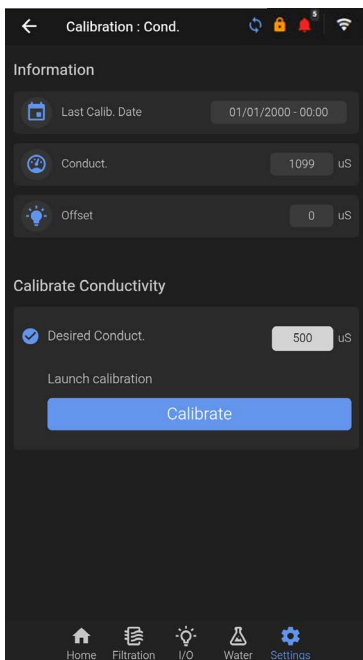 Calibration : Cond.
5
Information
Last Calib. Date 01/01/2000 - 00:00
Conduct. 1099 uS
Offset 0 uS
Calibrate Conductivity
Desired Conduct. 500 uS
Launch calibration
Calibrate
Home Filtration I/O Water Settings